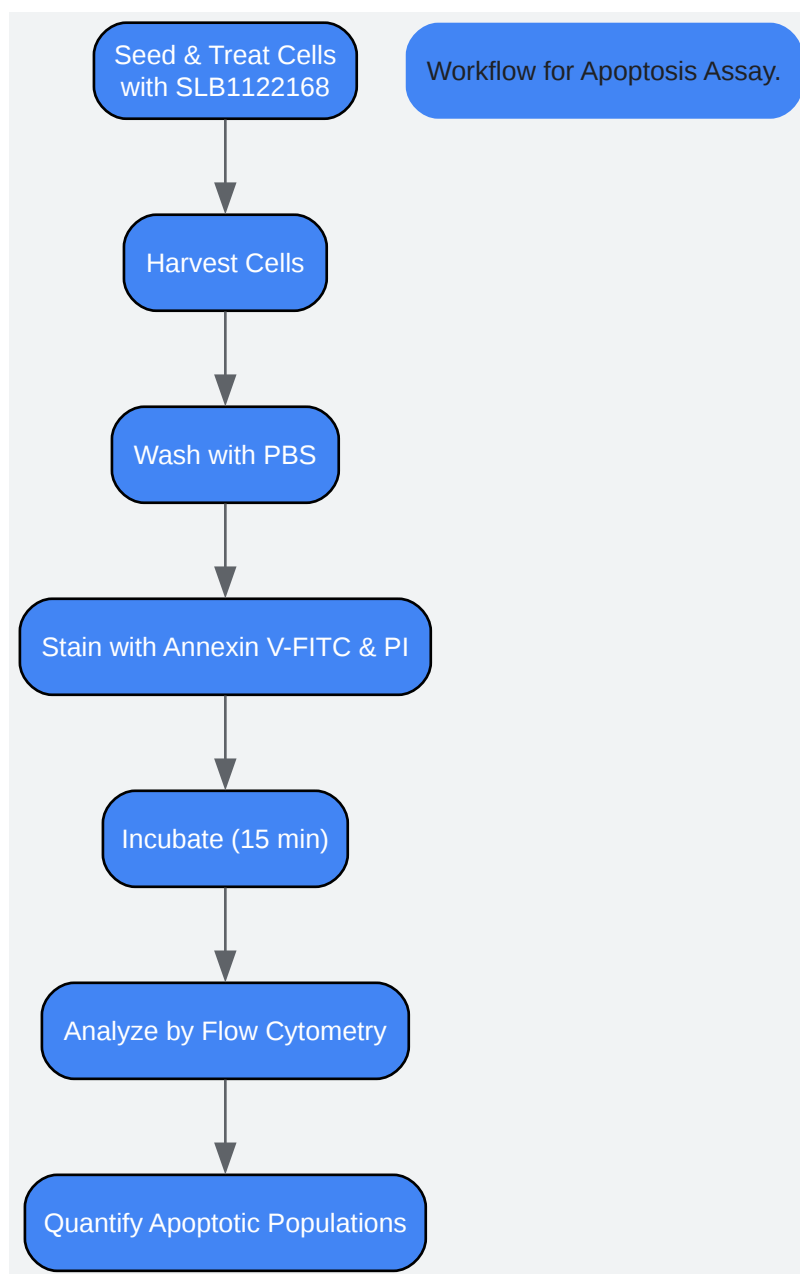 Seed & Treat Cells
with SLB1122168
Workflow for Apoptosis Assay.
Harvest Cells
Wash with PBS
Stain with Annexin V-FITC & PI
Incubate (15 min)
Analyze by Flow Cytometry
Quantify Apoptotic Populations